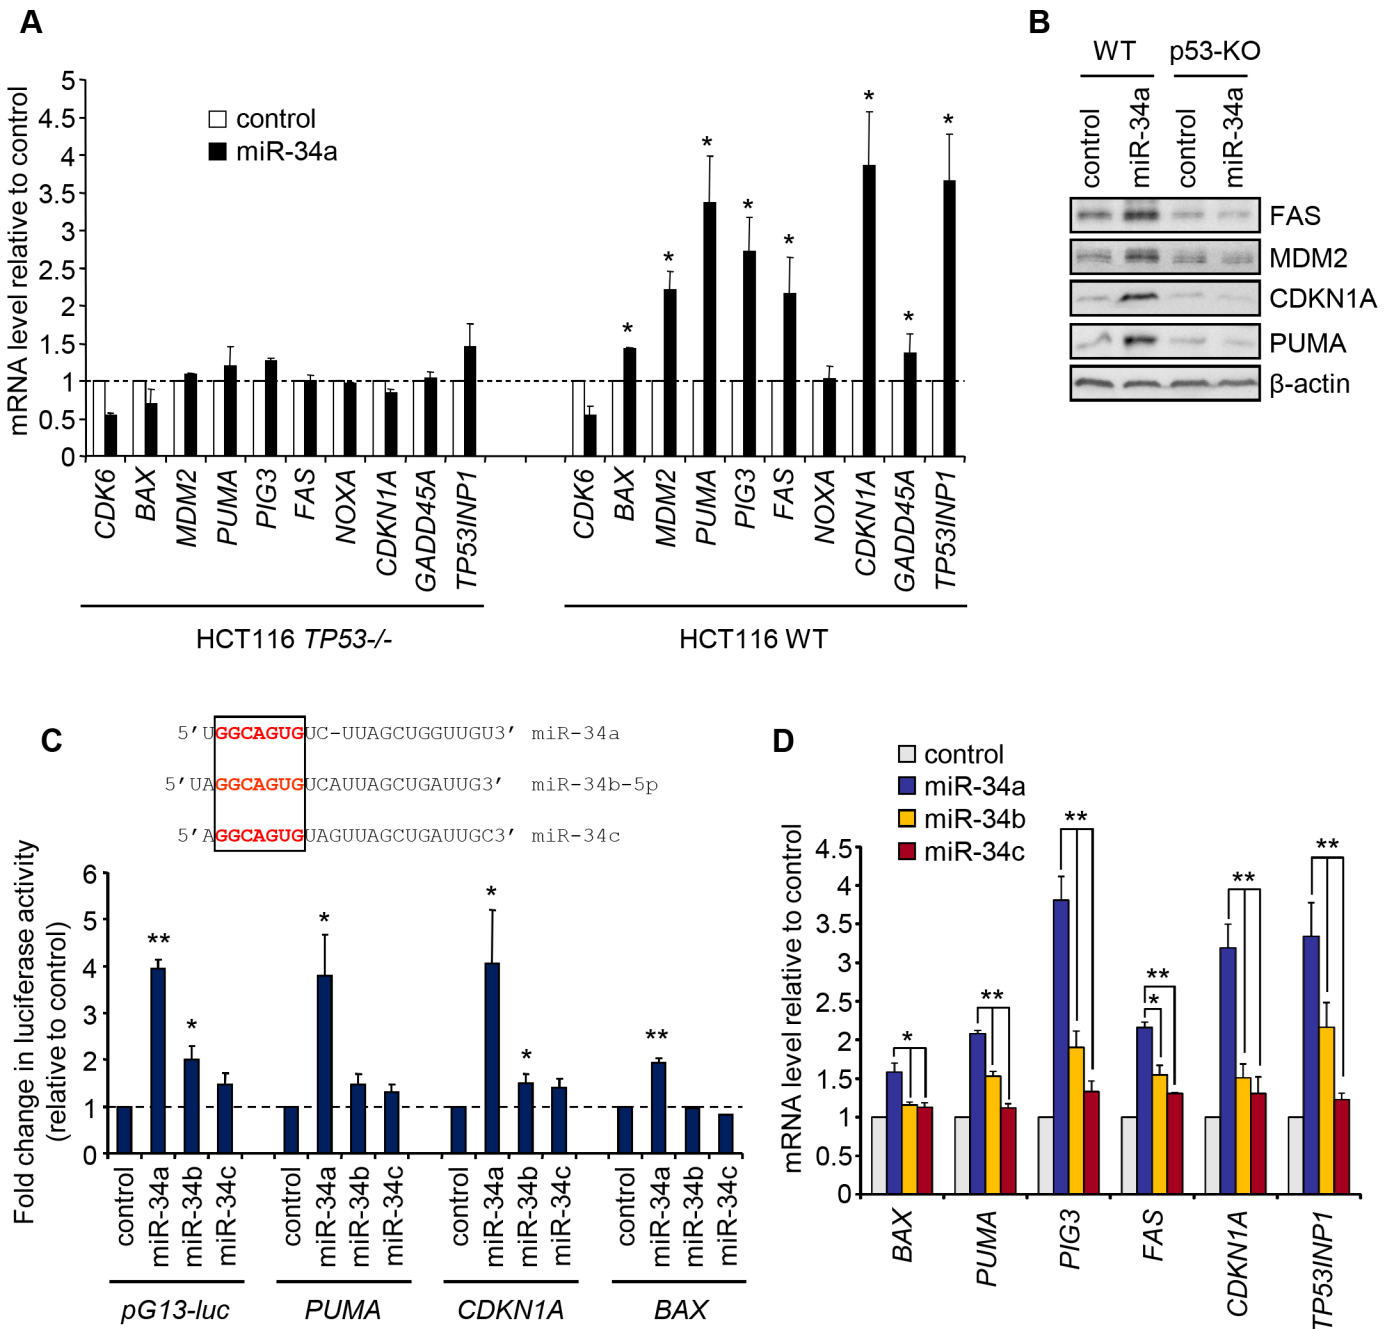 A
mRNA level relative to control
5
4.5
4
3.5
3
2.5
2
1.5
1
0.5
0
control
miR-34a
* * * * * * * *
CDK6 BAX MDM2 PUMA PIG3 FAS NOXA CDKN1A GADD45A TP53INP1
CDK6 BAX MDM2 PUMA PIG3 FAS NOXA CDKN1A GADD45A TP53INP1
HCT116 TP53-/-
HCT116 WT
B
WT p53-KO
control miR-34a control miR-34a
FAS
MDM2
CDKN1A
PUMA
β-actin
C
5’UGGCAGUGUC-UUAGCUGGUUGU3’ miR-34a
5’UAGGCAGUGUCAUUAGCUGAUUG3’ miR-34b-5p
5’AGGCAGUGUAGUUAGCUGAUUGC3’ miR-34c
Fold change in luciferase activity
(relative to control)
6
5
4
3
2
1
0
** * * * * **
control miR-34a miR-34b miR-34c control miR-34a miR-34b miR-34c control miR-34a miR-34b miR-34c control miR-34a miR-34b miR-34c
pG13-luc PUMA CDKN1A BAX
D
control
miR-34a
miR-34b
miR-34c
mRNA level relative to control
4.5
4
3.5
3
2.5
2
1.5
1
0.5
0
* ** ** ** * ** **
BAX PUMA PIG3 FAS CDKN1A TP53INP1